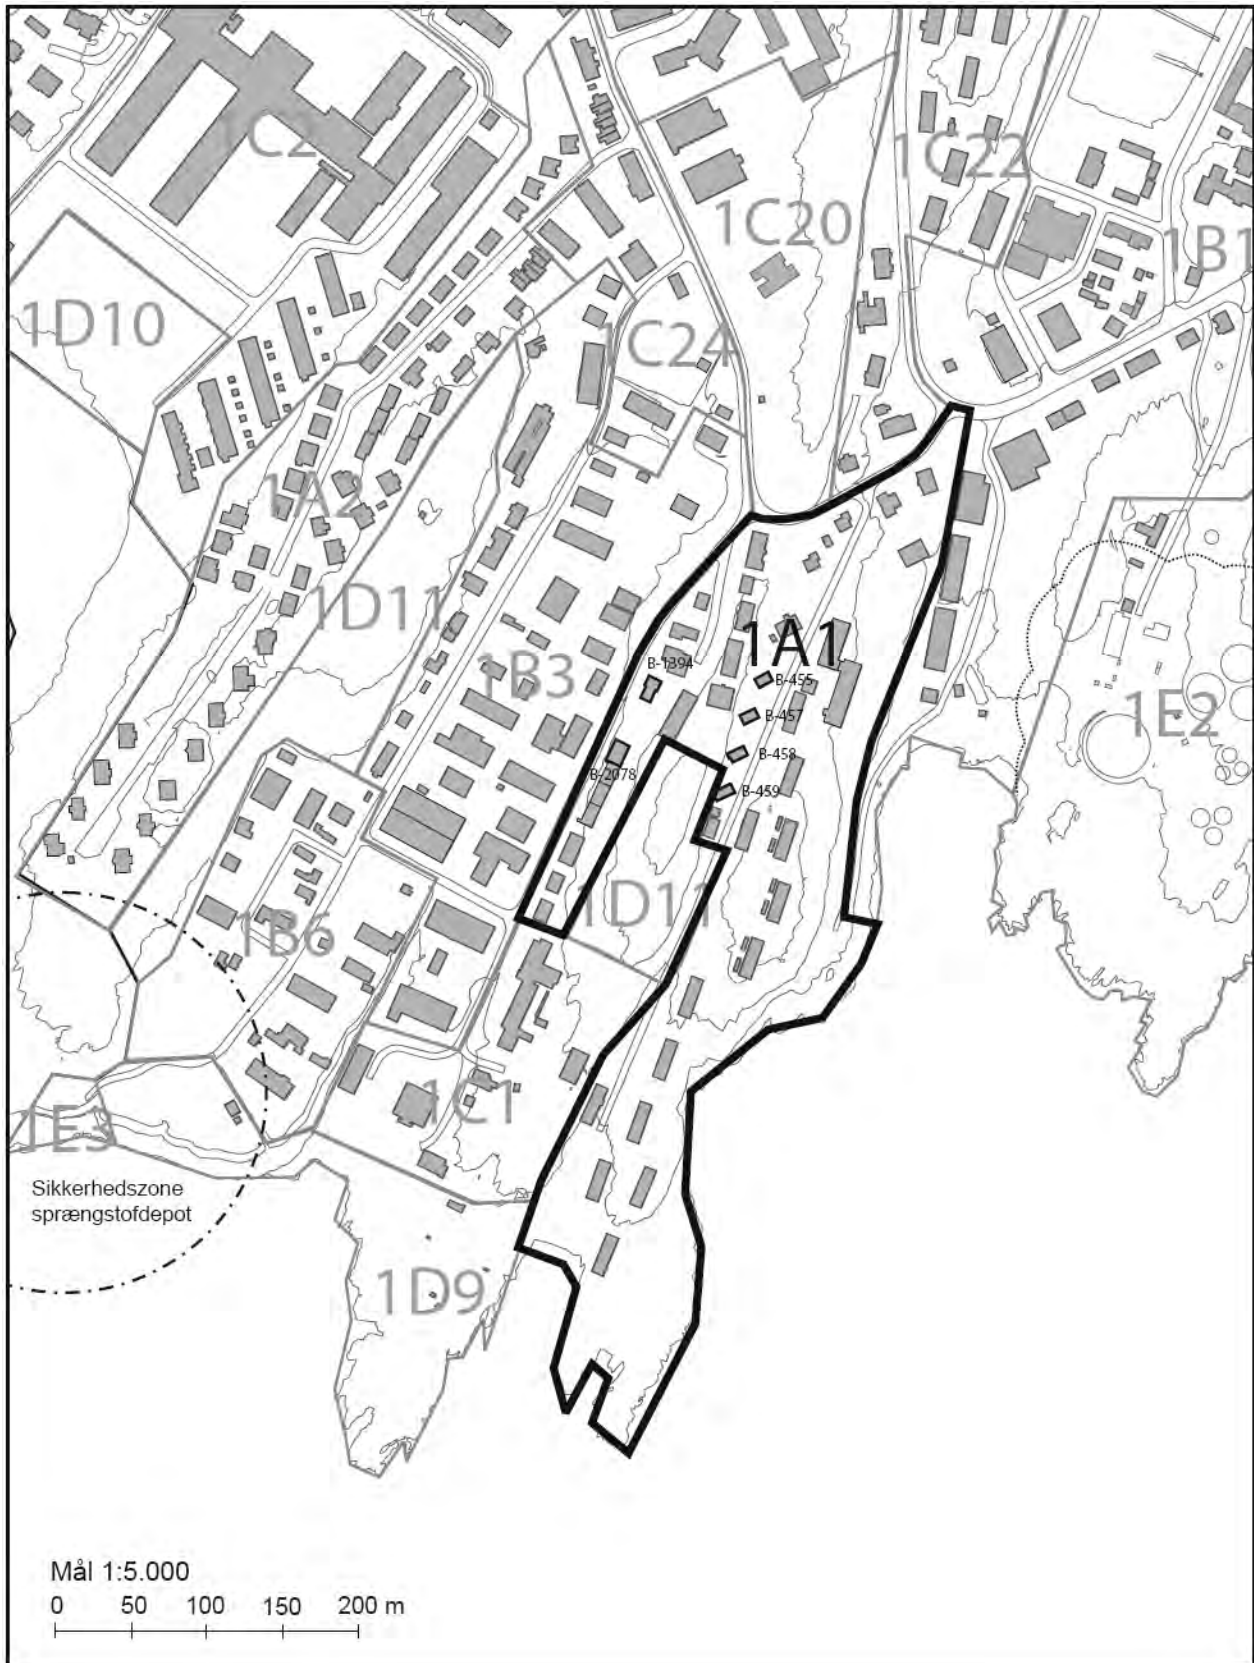 1C2
1C22
1C20
1B1
1D10
1C24
1A2
1D11
1A1
1B3
B-1394
B-455
B-457
1E2
B-458
B-2078
B-459
1D11
1B6
1C1
1E3
Sikkerhedszone
sprængstofdepot
1D9
Mål 1:5.000
0 50 100 150 200 m